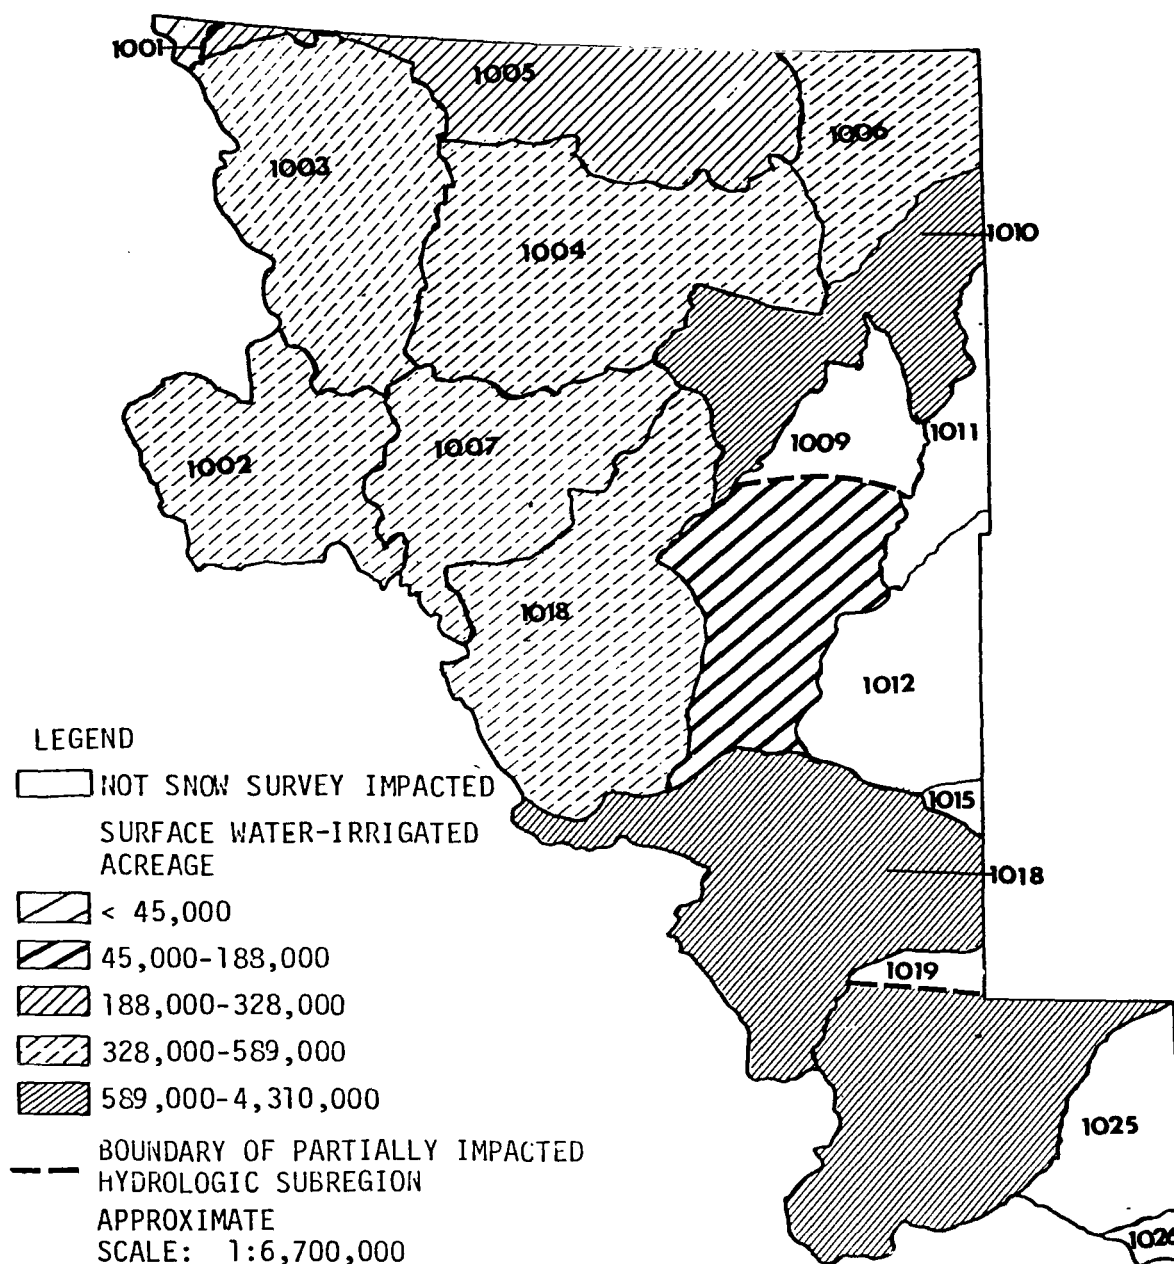 1001
1005
1006
1003
1010
1004
1011
1009
1007
1002
1018
1012
1015
1018
1019
1025
1026
LEGEND
NOT SNOW SURVEY IMPACTED
SURFACE WATER-IRRIGATED
ACREAGE
< 45,000
45,000-188,000
188,000-328,000
328,000-589,000
589,000-4,310,000
BOUNDARY OF PARTIALLY IMPACTED
HYDROLOGIC SUBREGION
APPROXIMATE
SCALE: 1:6,700,000